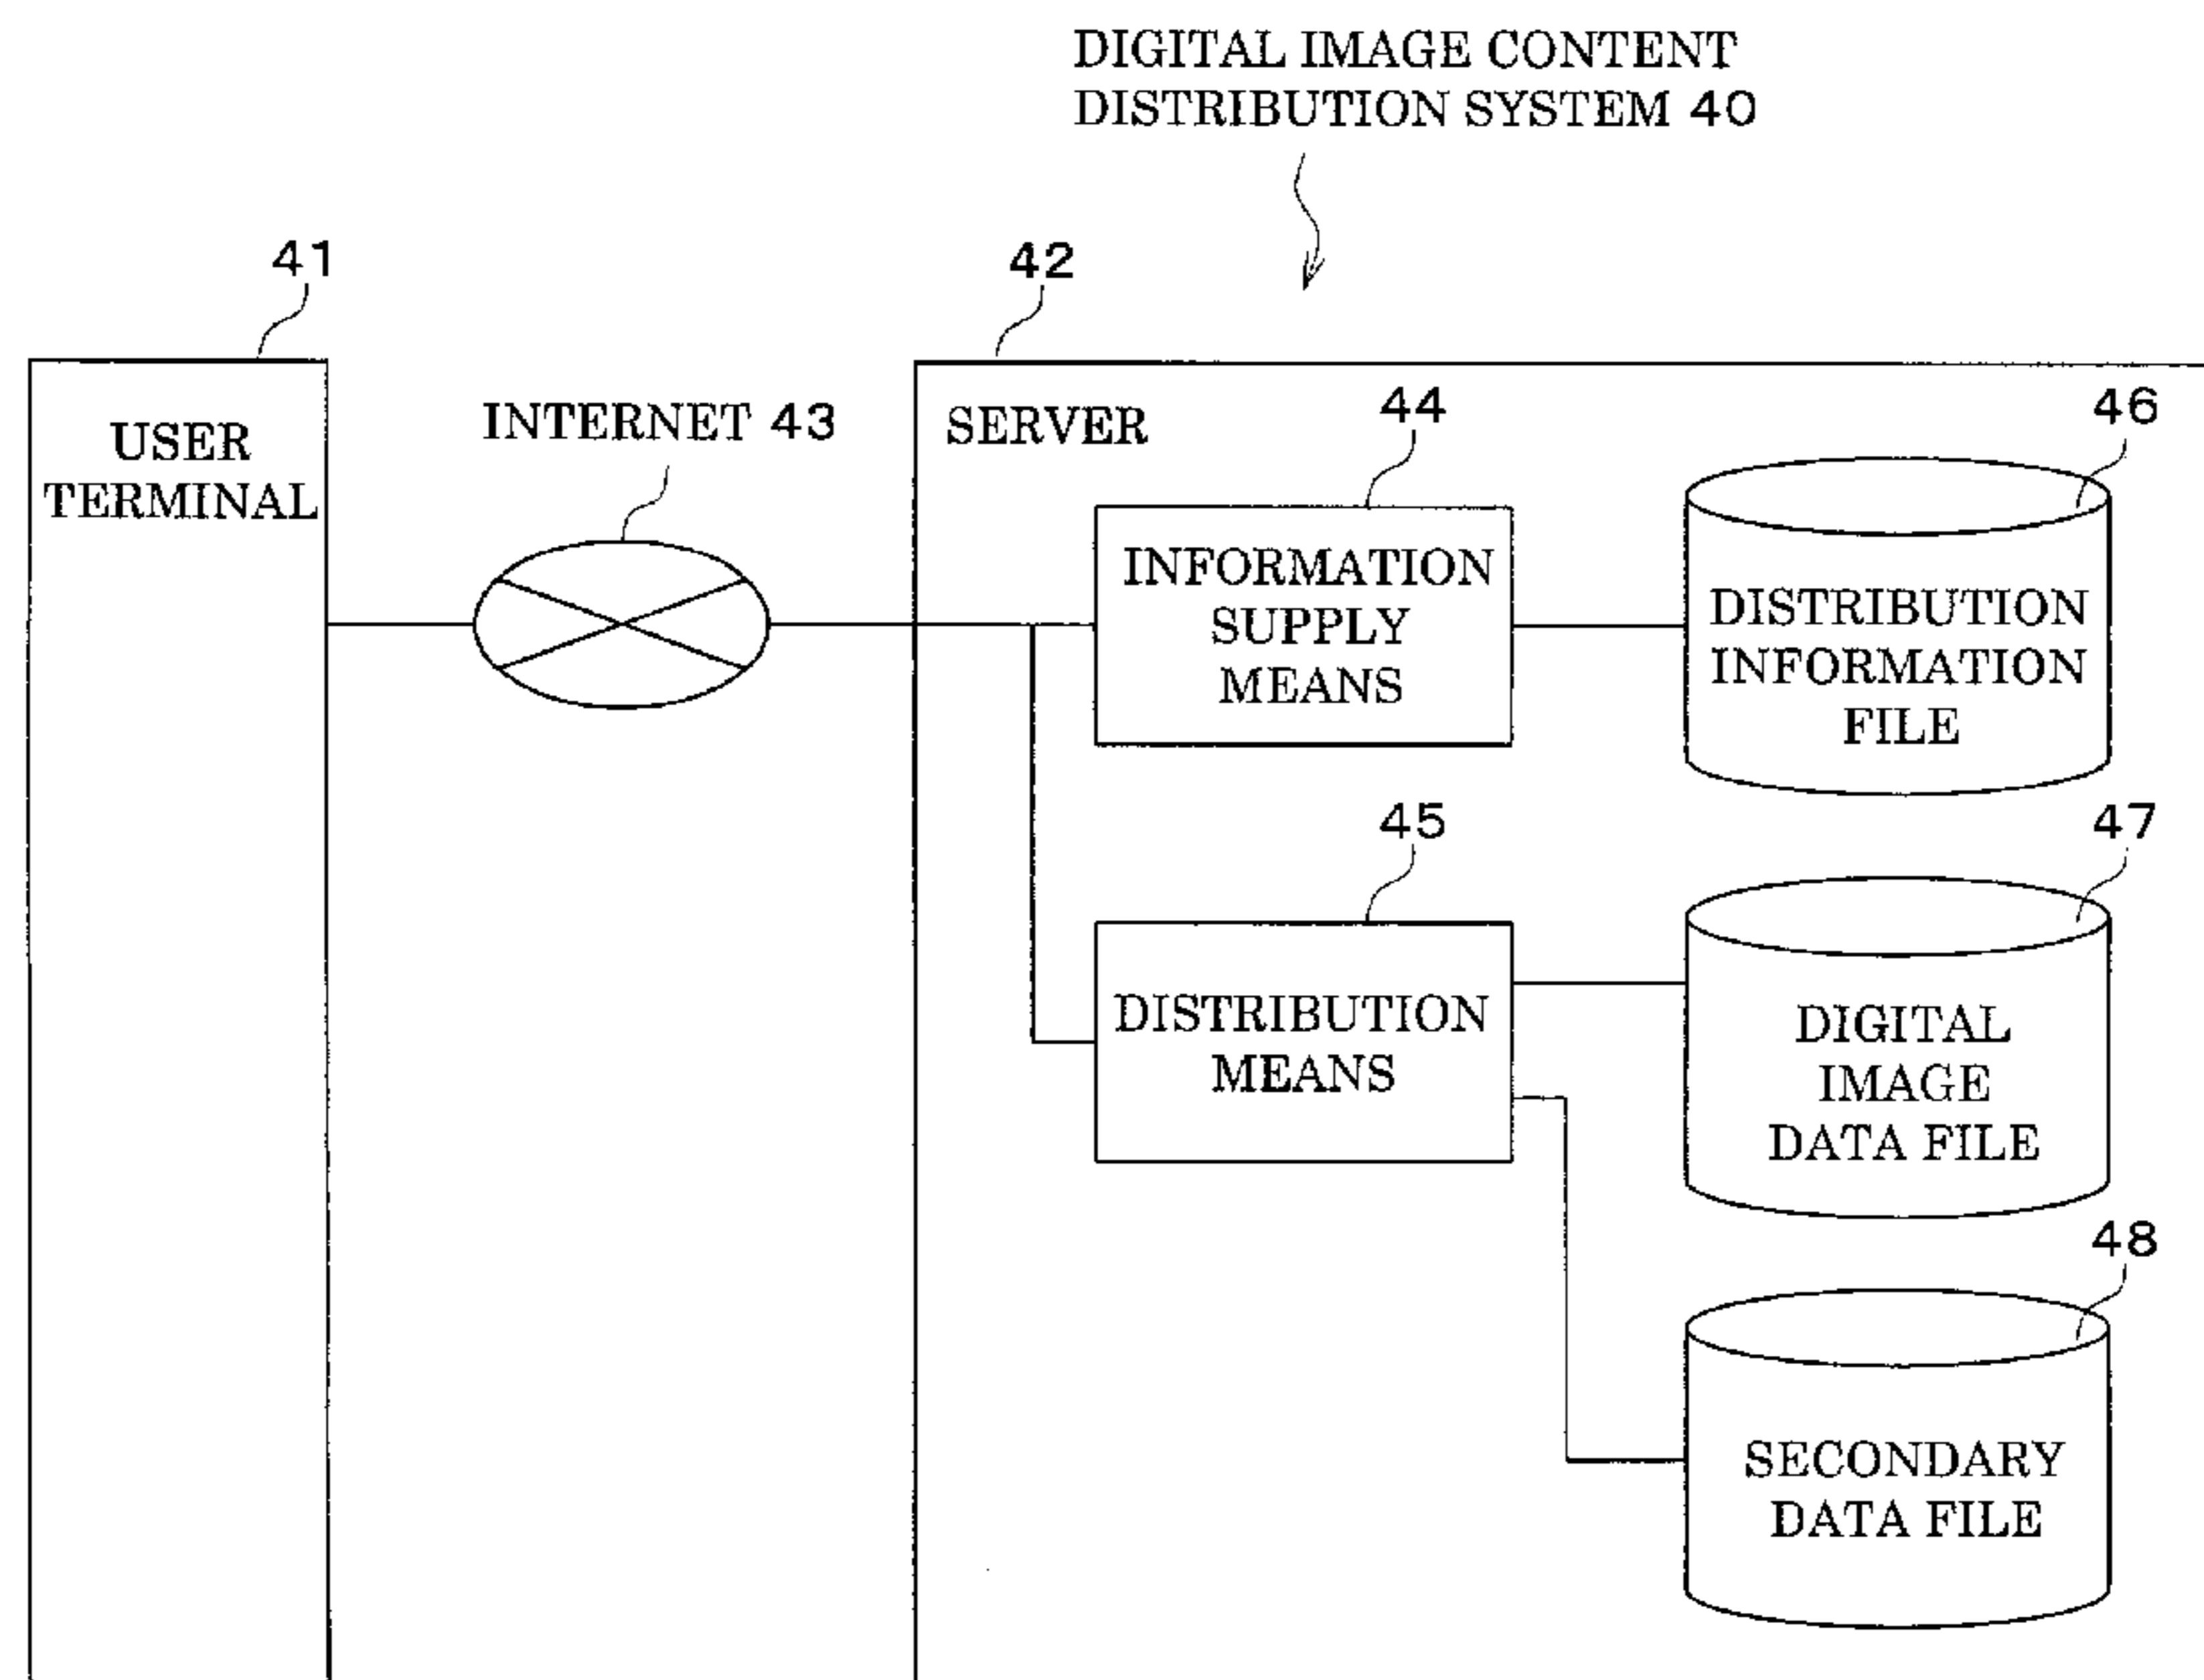 DIGITAL IMAGE CONTENT
DISTRIBUTION SYSTEM 40
41
42
USER
TERMINAL
INTERNET 43
SERVER
44
INFORMATION
SUPPLY
MEANS
46
DISTRIBUTION
INFORMATION
FILE
45
DISTRIBUTION
MEANS
47
DIGITAL
IMAGE
DATA FILE
48
SECONDARY
DATA FILE